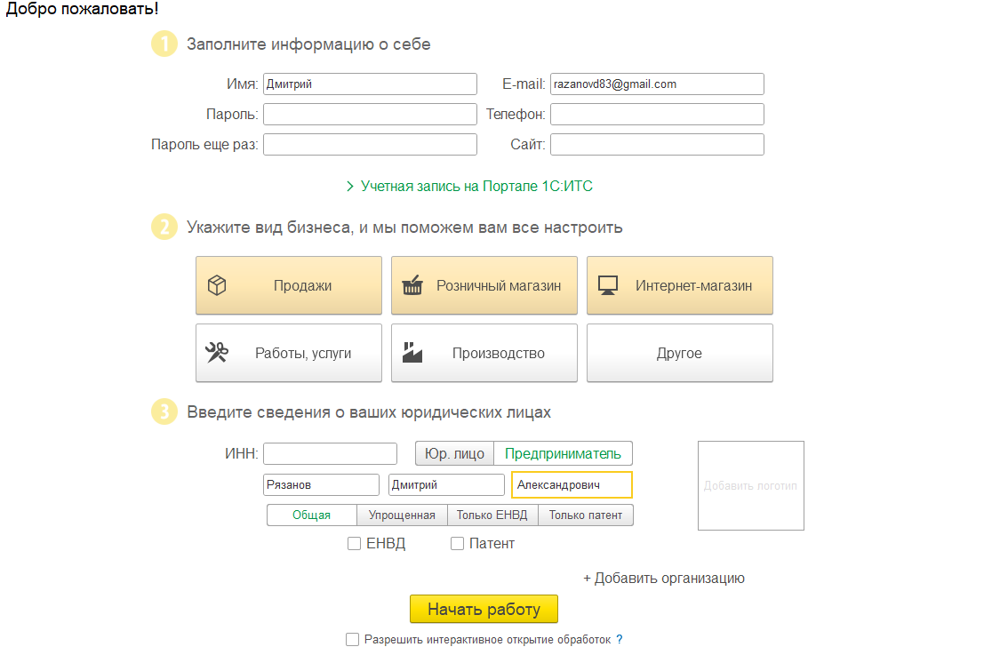 Добро пожаловать!
1 Заполните информацию о себе
Имя: Дмитрий E-mail: razanovd83@gmail.com
Пароль: Телефон:
Пароль еще раз: Сайт:
> Учетная запись на Портале 1С:ИТС
2 Укажите вид бизнеса, и мы поможем вам все настроить
Продажи Розничный магазин Интернет-магазин
Работы, услуги Производство Другое
3 Введите сведения о ваших юридических лицах
ИНН: Юр. лицо Предприниматель
Рязанов Дмитрий Александрович
Добавить логотип
Общая Упрощенная Только ЕНВД Только патент
ЕНВД Патент
+ Добавить организацию
Начать работу
Разрешить интерактивное открытие обработок ?